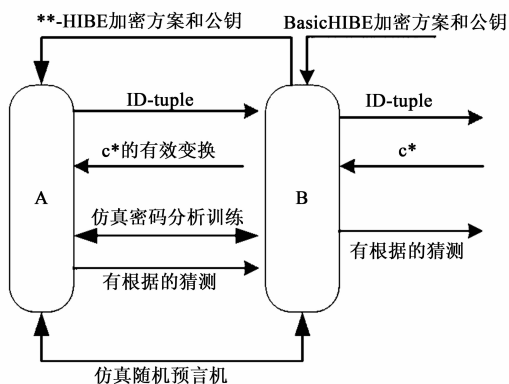 **-HIBE加密方案和公钥
BasicHIBE加密方案和公钥
ID-tuple
ID-tuple
c*的有效变换
c*
A
B
仿真密码分析训练
有根据的猜测
有根据的猜测
仿真随机预言机